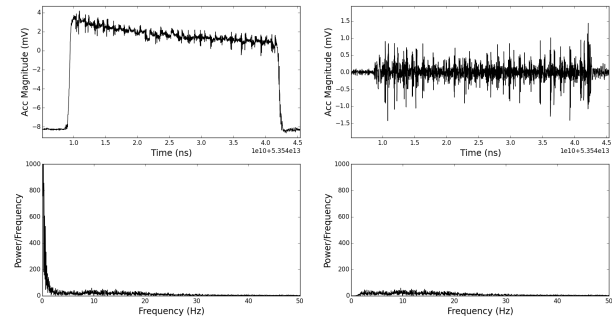 4
2
0
−2
−4
−6
−8
Acc Magnitude (mV)
1.0 1.5 2.0 2.5 3.0 3.5 4.0 4.5
Time (ns)
1e10+5.354e13
1.5
1.0
0.5
0.0
−0.5
−1.0
−1.5
Acc Magnitude (mV)
1.0 1.5 2.0 2.5 3.0 3.5 4.0 4.5
Time (ns)
1e10+5.354e13
1000
800
600
400
200
0
Power/Frequency
0 10 20 30 40 50
Frequency (Hz)
1000
800
600
400
200
0
Power/Frequency
0 10 20 30 40 50
Frequency (Hz)